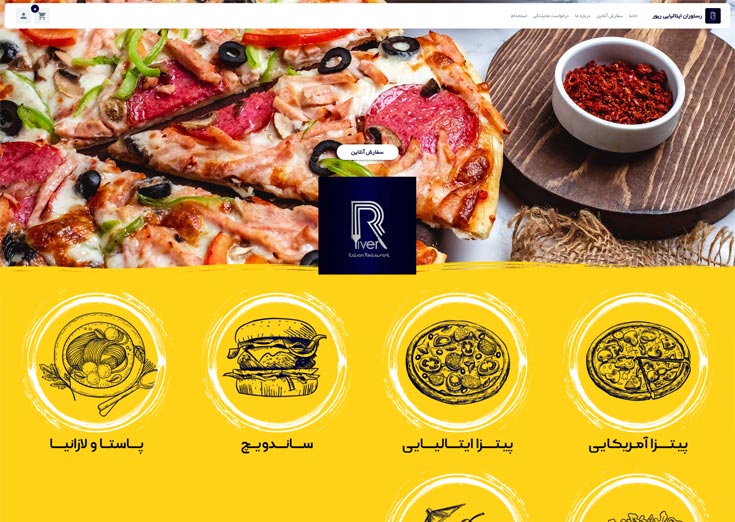 رستوران ایتالیایی ریور
خانه
سفارش آنلاین
درباره ما
درخواست نمایندگی
استخدام
سفارش آنلاین
River
Italian Restaurant
پیتزا آمریکایی
پیتزا ایتالیایی
ساندویچ
پاستا و لازانیا